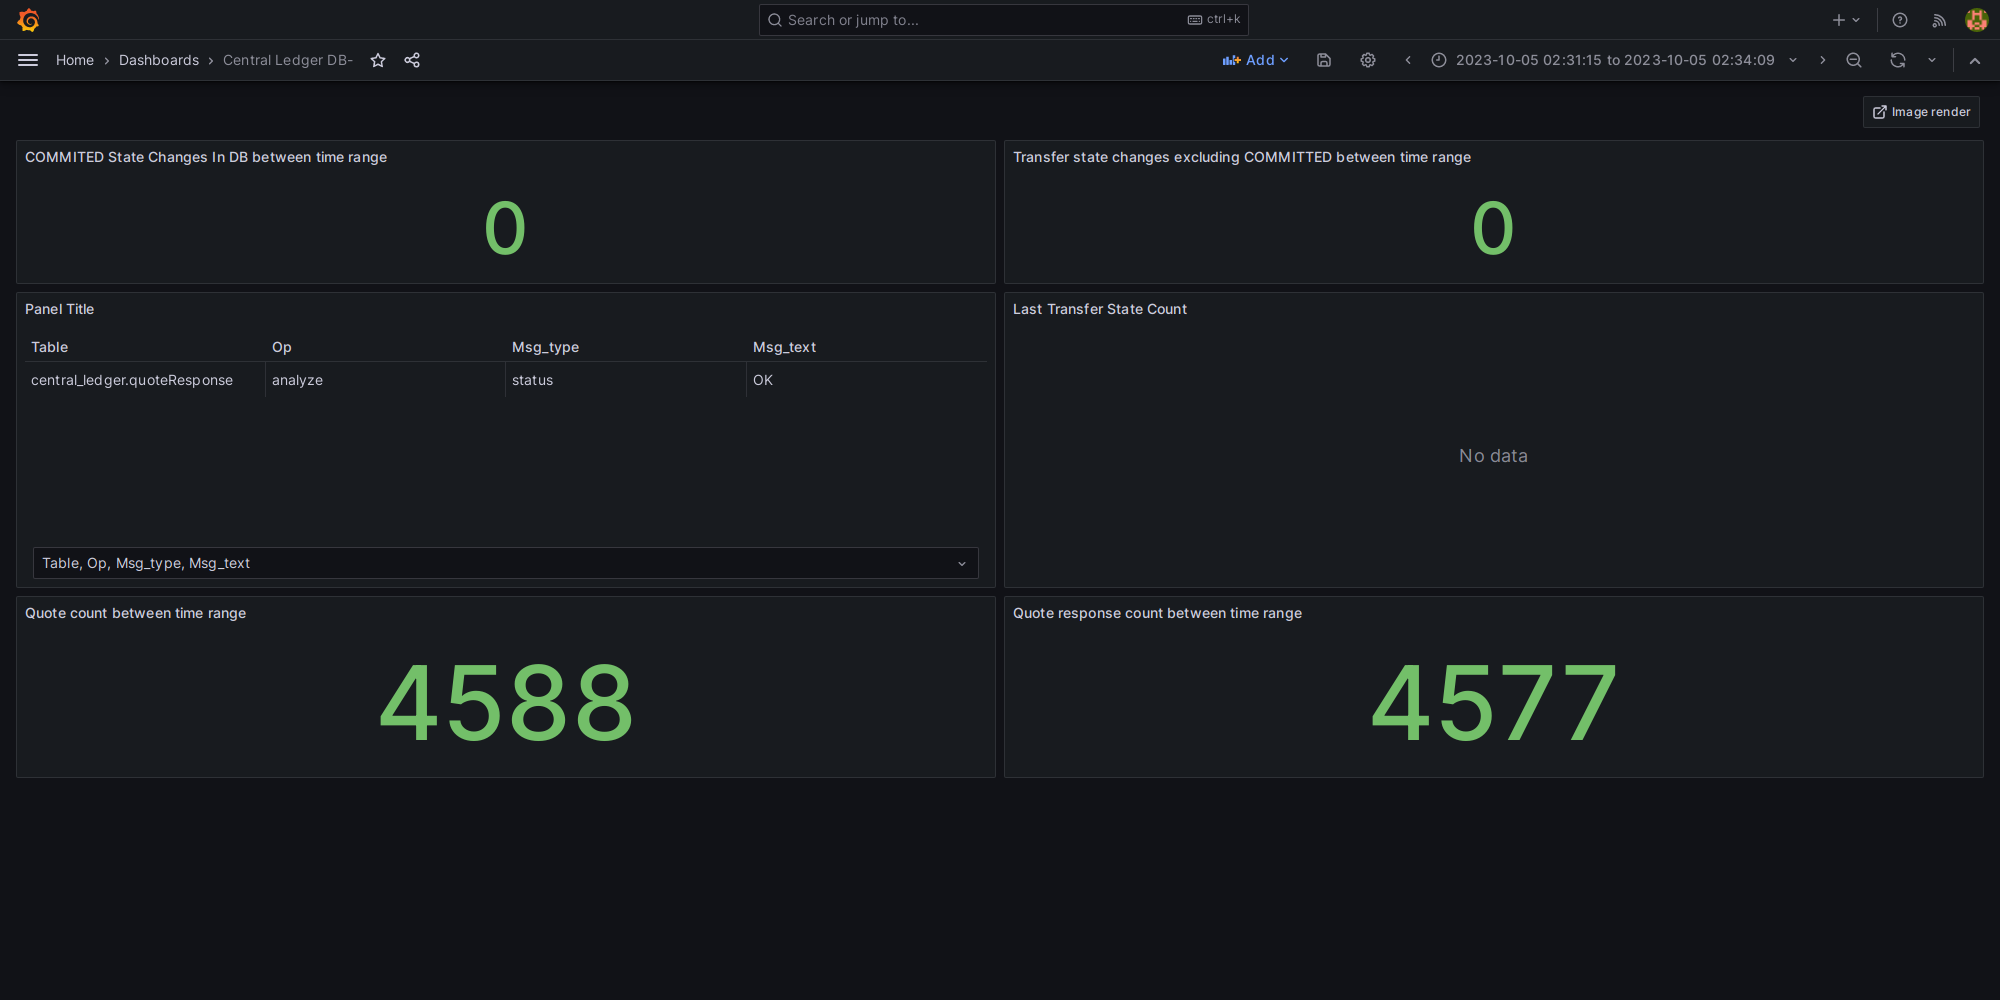 Search or jump to... ctrl+k
Home Dashboards Central Ledger DB- Add 2023-10-05 02:31:15 to 2023-10-05 02:34:09
Image render
COMMITED State Changes In DB between time range
0
Transfer state changes excluding COMMITTED between time range
0
Panel Title
Table Op Msg_type Msg_text
central_ledger.quoteResponse analyze status OK
Table, Op, Msg_type, Msg_text
Last Transfer State Count
No data
Quote count between time range
4588
Quote response count between time range
4577